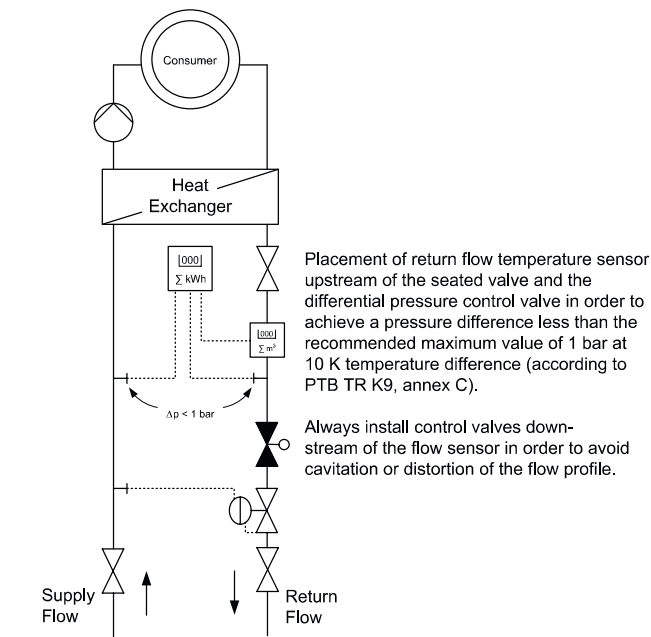 Consumer
Heat
Exchanger
000
∑ kWh
000
∑ m³
Δp < 1 bar
Placement of return flow temperature sensor
upstream of the seated valve and the
differential pressure control valve in order to
achieve a pressure difference less than the
recommended maximum value of 1 bar at
10 K temperature difference (according to
PTB TR K9, annex C).
Always install control valves down-
stream of the flow sensor in order to avoid
cavitation or distortion of the flow profile.
Supply
Flow
Return
Flow